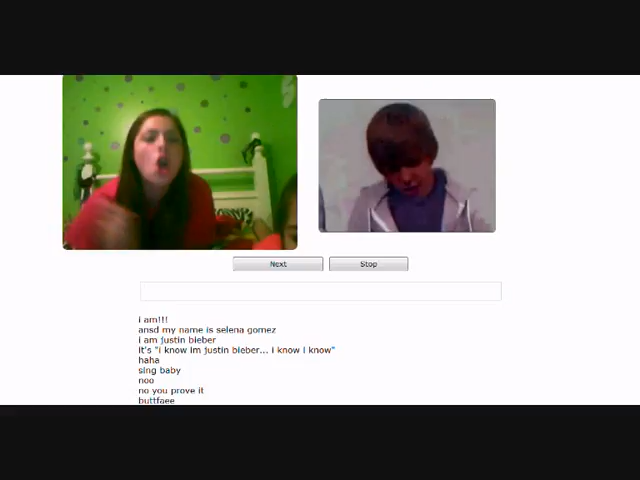 Next Stop
i am!!!
ansd my name is selena gomez
i am justin bieber
it's "i know im justin bieber... i know i know"
haha
sing baby
noo
no you prove it
buttfaee